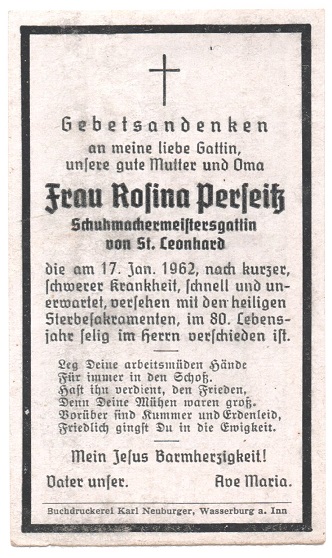 Gebetsandenken
an meine liebe Gattin,
unsere gute Mutter und Oma
Frau Rosina Perseitz
Schuhmachermeistersgattin
von St. Leonhard
die am 17. Jan. 1962, nach kurzer,
schwerer Krankheit, schnell und un-
erwartet, versehen mit den heiligen
Sterbesakramenten, im 80. Lebens-
jahr selig im Herrn verschieden ist.
Leg Deine arbeitsmüden Hände
Für immer in den Schoß.
Hast ihn verdient, den Frieden,
Denn Deine Mühen waren groß.
Vorüber sind Kummer und Erdenleid,
Friedlich gingst Du in die Ewigkeit.
Mein Jesus Barmherzigkeit!
Vater unser. Ave Maria.
Buchdruckerei Karl Neuburger, Wasserburg a. Inn